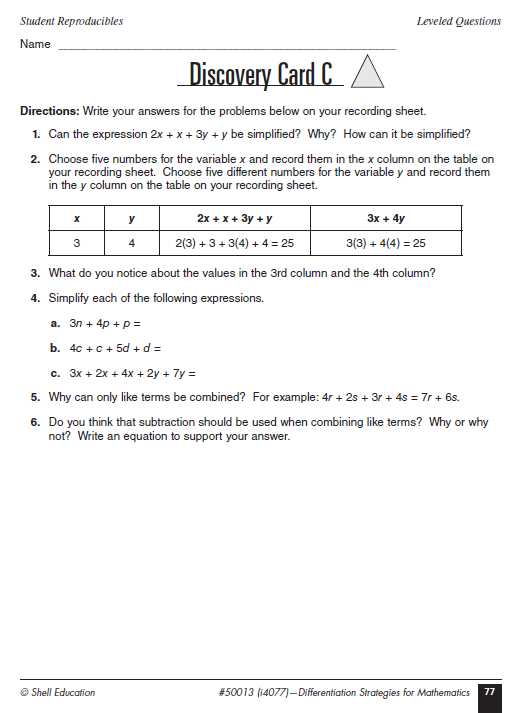 Student Reproducibles
Leveled Questions
Name
Discovery Card C
Directions: Write your answers for the problems below on your recording sheet.
1. Can the expression 2x + x + 3y + y be simplified? Why? How can it be simplified?
2. Choose five numbers for the variable x and record them in the x column on the table on
your recording sheet. Choose five different numbers for the variable y and record them
in the y column on the table on your recording sheet.
x y 2x + x + 3y + y 3x + 4y
3 4 2(3) + 3 + 3(4) + 4 = 25 3(3) + 4(4) = 25
3. What do you notice about the values in the 3rd column and the 4th column?
4. Simplify each of the following expressions.
a. 3n + 4p + p =
b. 4c + c + 5d + d =
c. 3x + 2x + 4x + 2y + 7y =
5. Why can only like terms be combined? For example: 4r + 2s + 3r + 4s = 7r + 6s.
6. Do you think that subtraction should be used when combining like terms? Why or why
not? Write an equation to support your answer.
© Shell Education
#50013 (i4077)—Differentiation Strategies for Mathematics
77